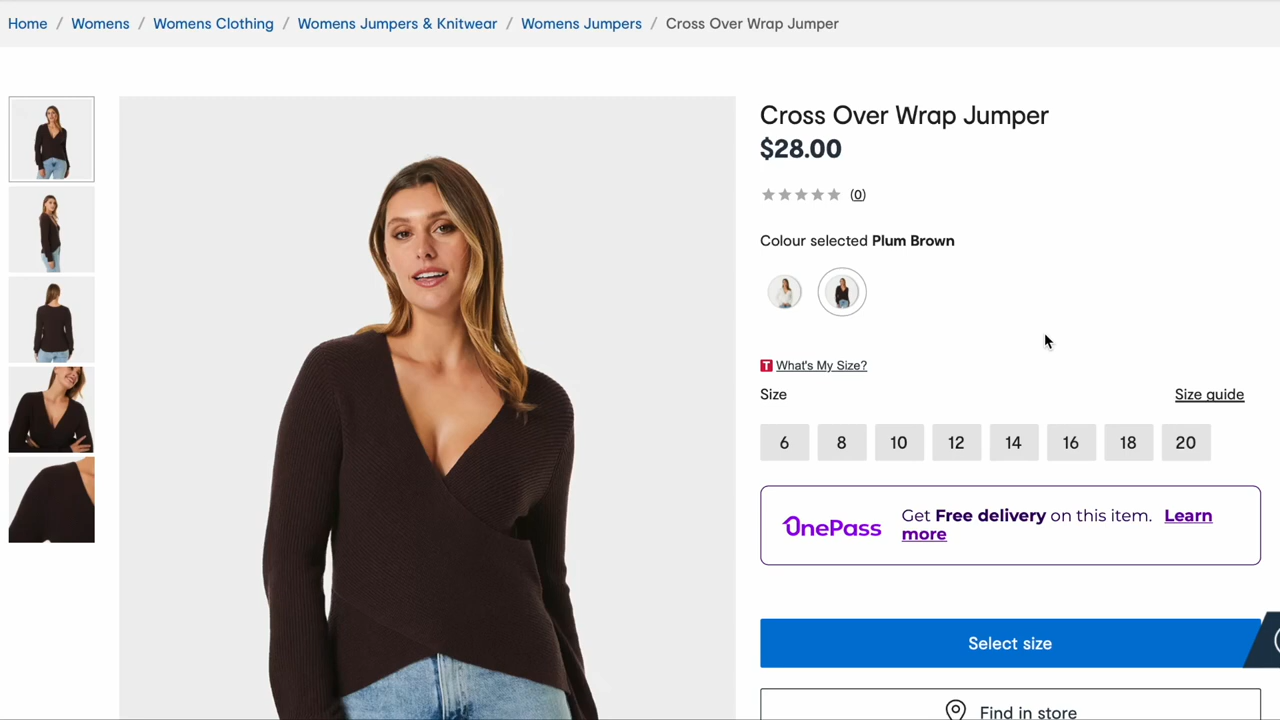 Home / Womens / Womens Clothing / Womens Jumpers & Knitwear / Womens Jumpers / Cross Over Wrap Jumper
Cross Over Wrap Jumper
$28.00
(0)
Colour selected Plum Brown
T What's My Size?
Size Size guide
6 8 10 12 14 16 18 20
OnePass
Get Free delivery on this item. Learn
more
Select size
Find in store